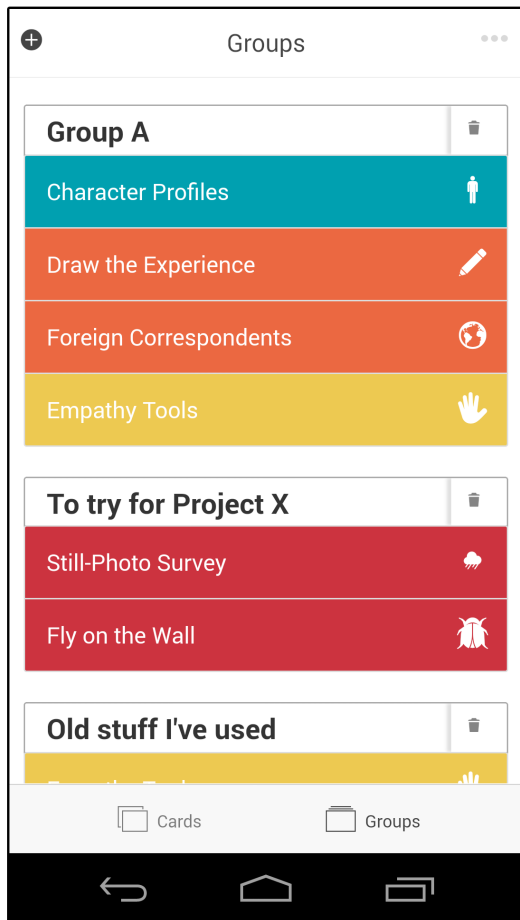 Groups
Group A
Character Profiles
Draw the Experience
Foreign Correspondents
Empathy Tools
To try for Project X
Still-Photo Survey
Fly on the Wall
Old stuff I've used
Cards
Groups